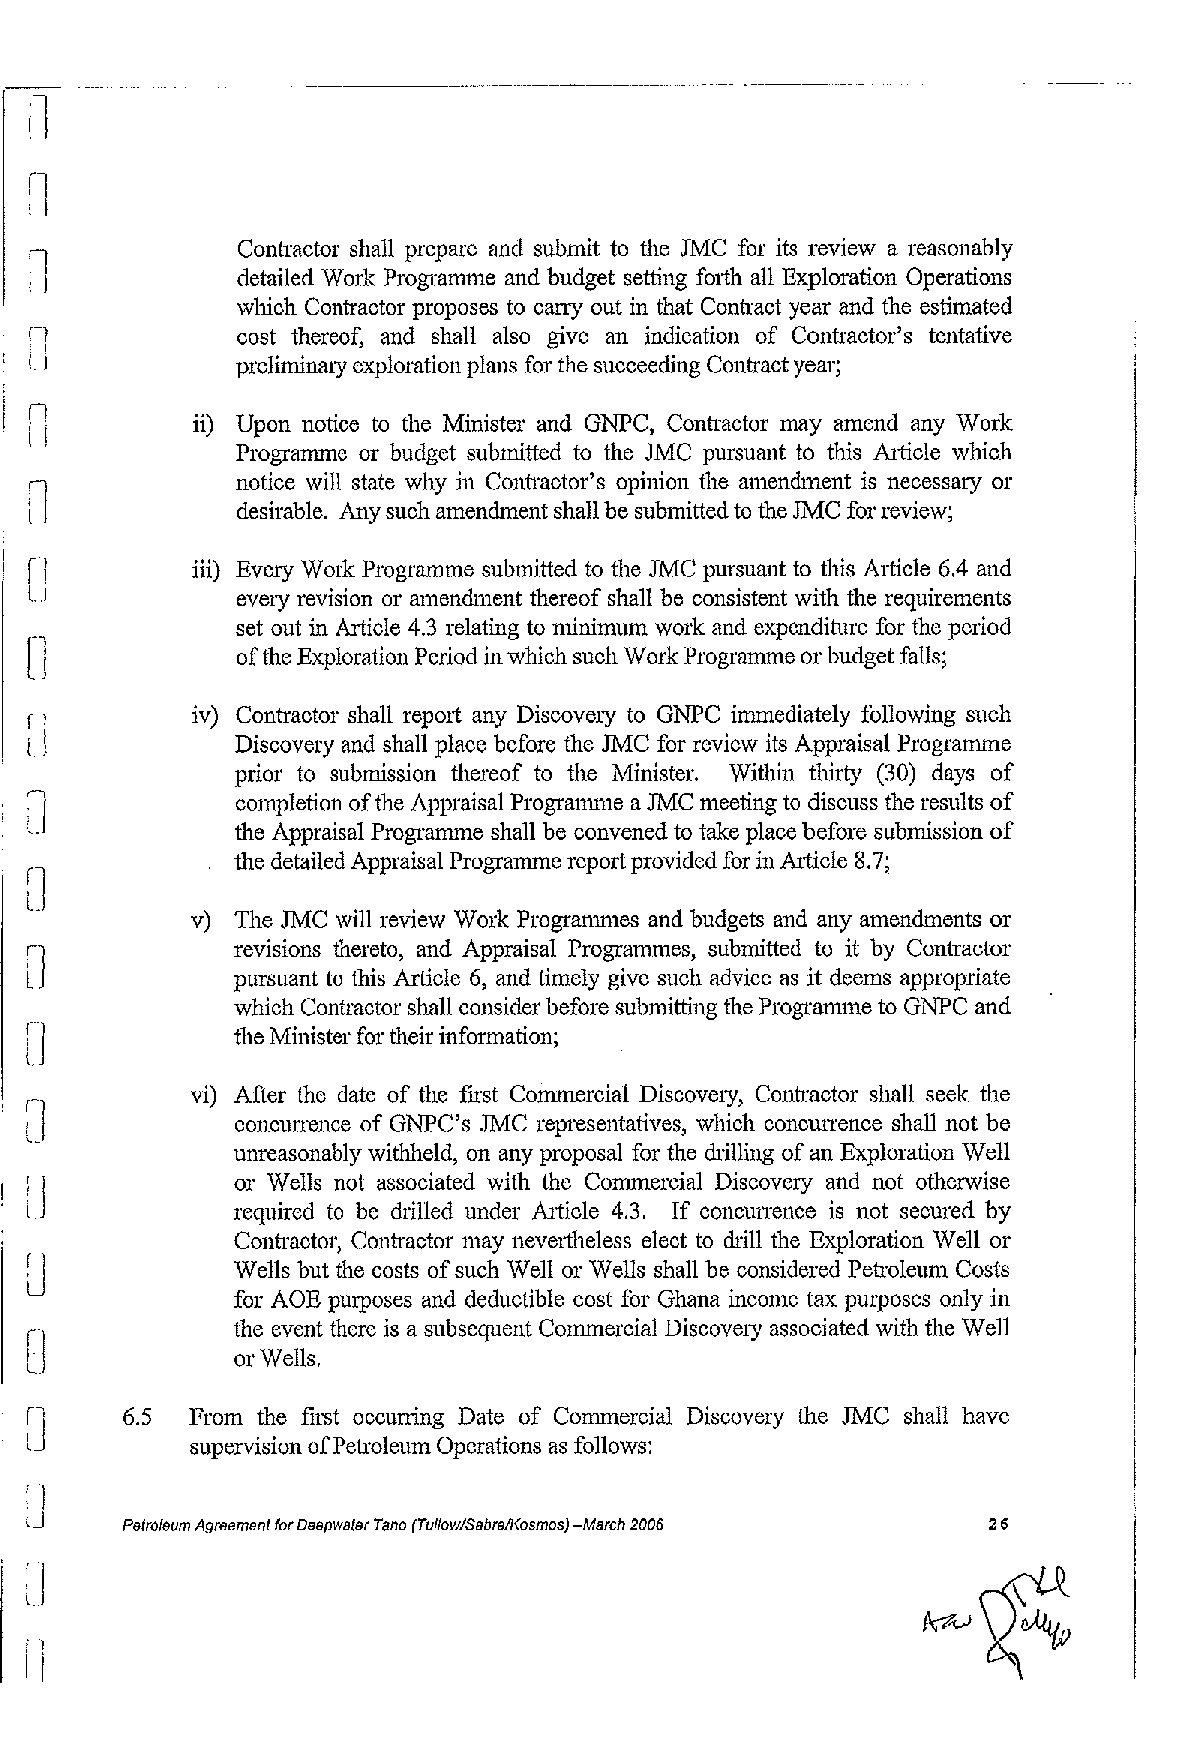 Contractor shall prepare and submit to the JMC for its review a reasonably
detailed Work Programme and budget setting forth all Exploration Operations
which Contractor proposes to carry out in that Contract year and the estimated
cost thereof, and shall also give an indication of Contractor's tentative
preliminary exploration plans for the succeeding Contract year;
ii) Upon notice to the Minister and GNPC, Contractor may amend any Work
Programme or budget submitted to the JMC pursuant to this Article which
notice will state why in Contractor's opinion the amendment is necessary or
desirable. Any such amendment shall be submitted to the JMC for review;
iii) Every Work Programme submitted to the JMC pursuant to this Article 6.4 and
every revision or amendment thereof shall be consistent with the requirements
set out in Article 4.3 relating to minimum work and expenditure for the period
of the Exploration Period in which such Work Programme or budget falls;
iv) Contractor shall report any Discovery to GNPC immediately following such
Discovery and shall place before the JMC for review its Appraisal Programme
prior to submission thereof to the Minister. Within thirty (30) days of
completion of the Appraisal Programme a JMC meeting to discuss the results of
the Appraisal Programme shall be convened to take place before submission of
the detailed Appraisal Programme report provided for in Article 8.7;
v) The JMC will review Work Programmes and budgets and any amendments or
revisions thereto, and Appraisal Programmes, submitted to it by Contractor
pursuant to this Article 6, and timely give such advice as it deems appropriate
which Contractor shall consider before submitting the Programme to GNPC and
the Minister for their information;
vi) After the date of the first Commercial Discovery, Contractor shall seek the
concurrence of GNPC's JMC representatives, which concurrence shall not be
unreasonably withheld, on any proposal for the drilling of an Exploration Well
or Wells not associated with the Commercial Discovery and not otherwise
required to be drilled under Article 4.3. If concurrence is not secured by
Contractor, Contractor may nevertheless elect to drill the Exploration Well or
Wells but the costs of such Well or Wells shall be considered Petroleum Costs
for AOE purposes and deductible cost for Ghana income tax purposes only in
the event there is a subsequent Commercial Discovery associated with the Well
or Wells.
6.5 From the first occurring Date of Commercial Discovery the JMC shall have
supervision of Petroleum Operations as follows:
Petroleum Agreement for Deepwater Tano (Tullow/Sabre/Kosmos) –March 2006 26